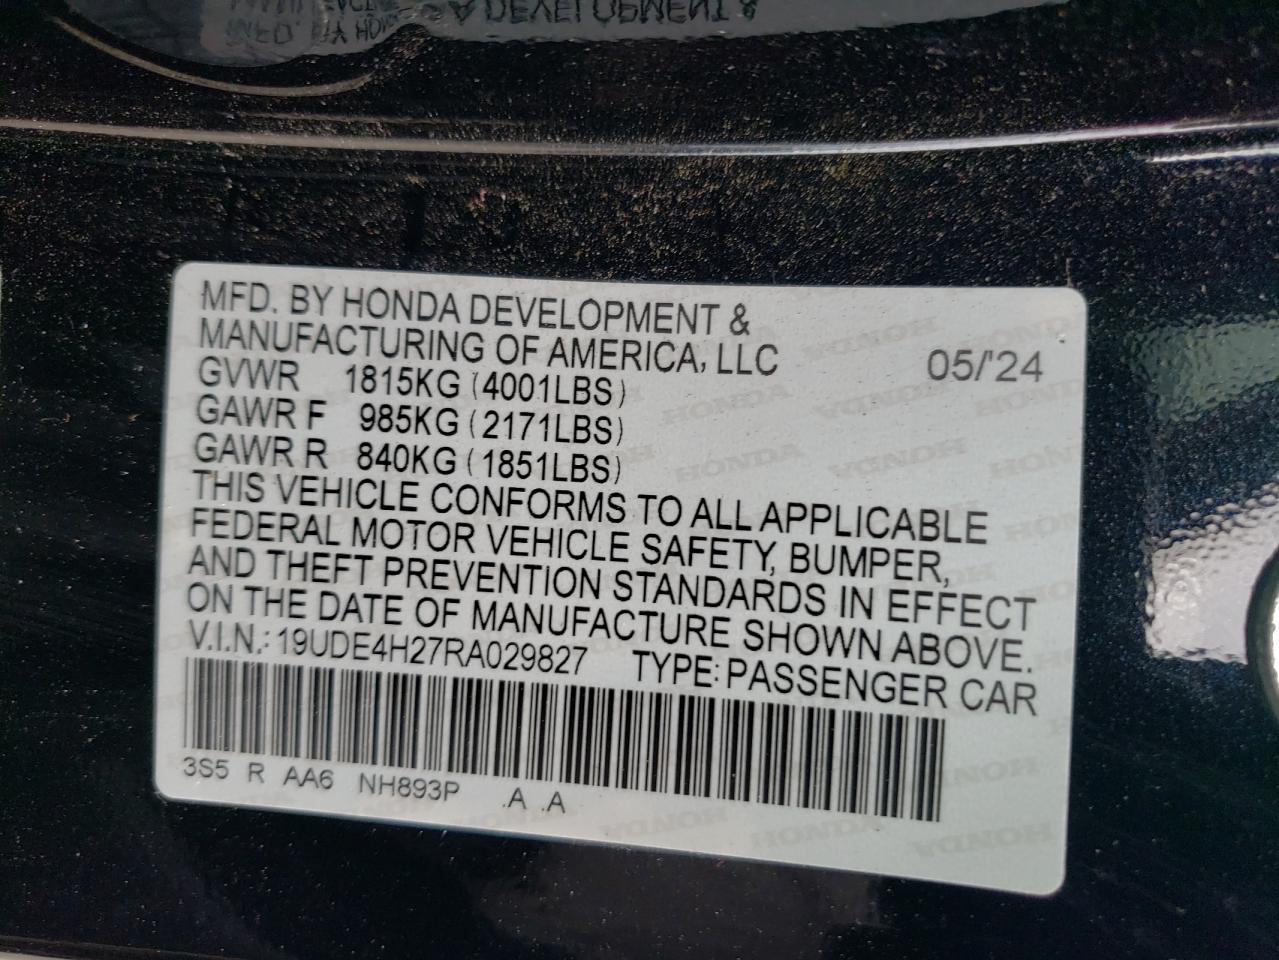 MFD. BY HONDA DEVELOPMENT &
MANUFACTURING OF AMERICA, LLC 05/'24
GVWR 1815KG (4001LBS)
GAWR F 985KG (2171LBS)
GAWR R 840KG (1851LBS)
THIS VEHICLE CONFORMS TO ALL APPLICABLE
FEDERAL MOTOR VEHICLE SAFETY, BUMPER,
AND THEFT PREVENTION STANDARDS IN EFFECT
ON THE DATE OF MANUFACTURE SHOWN ABOVE.
V.I.N.: 19UDE4H27RA029827 TYPE: PASSENGER CAR
3S5 R AA6 NH893P .A .A